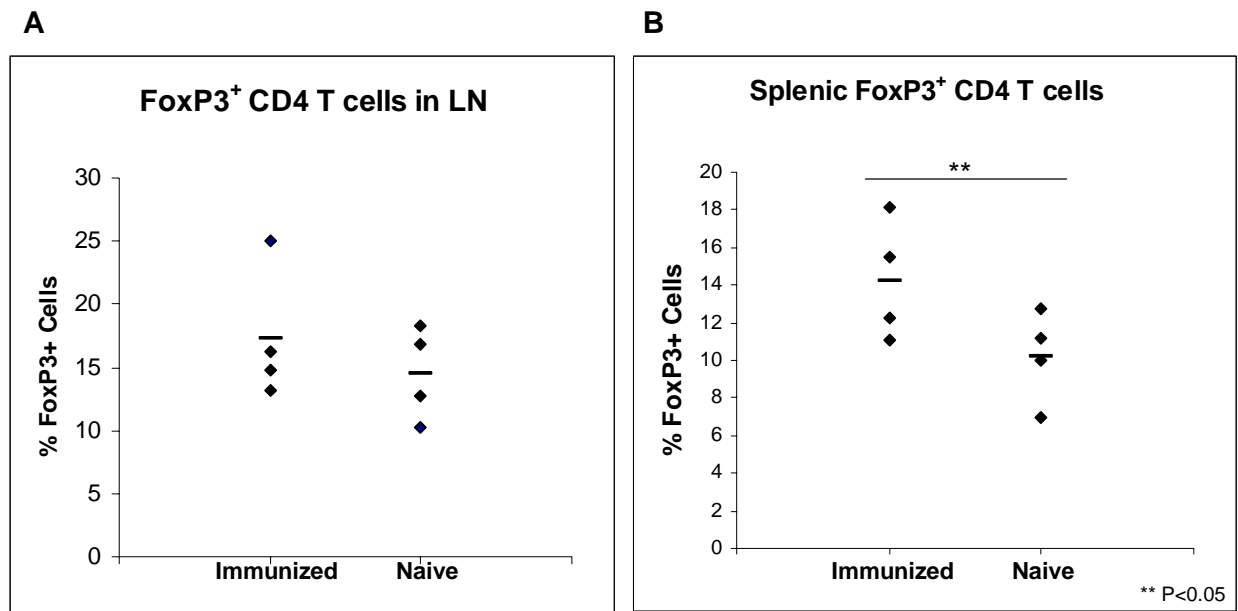 A
FoxP3+ CD4 T cells in LN
% FoxP3+ Cells
30
25
20
15
10
5
0
Immunized Naive
B
Splenic FoxP3+ CD4 T cells
% FoxP3+ Cells
20
18
16
14
12
10
8
6
4
2
0
**
Immunized Naive
** P<0.05